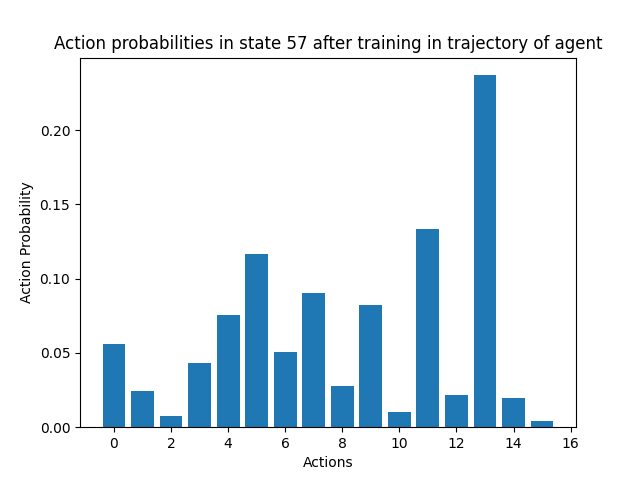 Action probabilities in state 57 after training in trajectory of agent
0.20
0.15
0.10
0.05
0.00
Action Probability
0 2 4 6 8 10 12 14 16
Actions